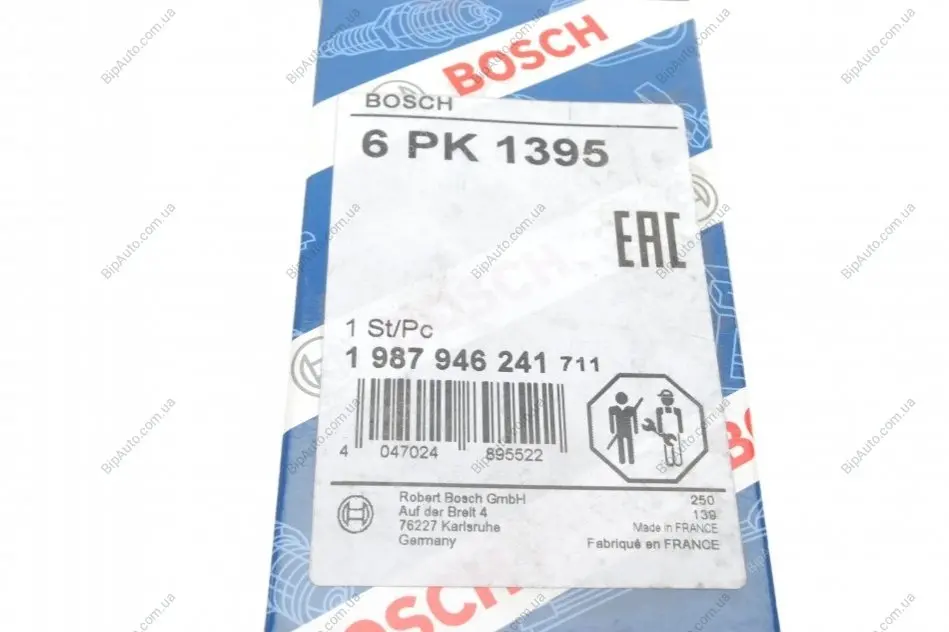 BOSCH
BOSCH
6 PK 1395
EAC
BOSCH
1 St/Pc
1 987 946 241 711
4 047024 895522
BOSCH
Robert Bosch GmbH
Auf der Breit 4
76227 Karlsruhe
Germany
250
139
Made in FRANCE
Fabriqué en FRANCE
BOSCH
BipAuto.com.ua